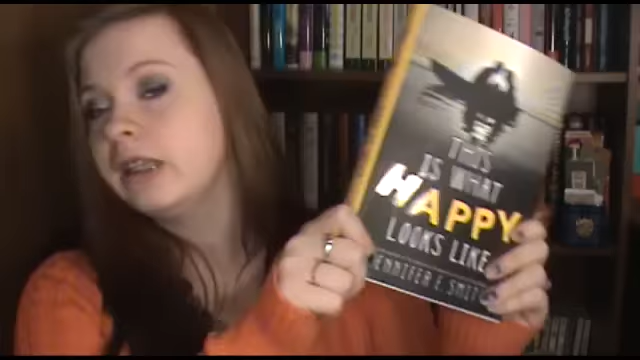 THIS
IS WHAT
HAPPY
LOOKS LIKE
JENNIFER E. SMITH